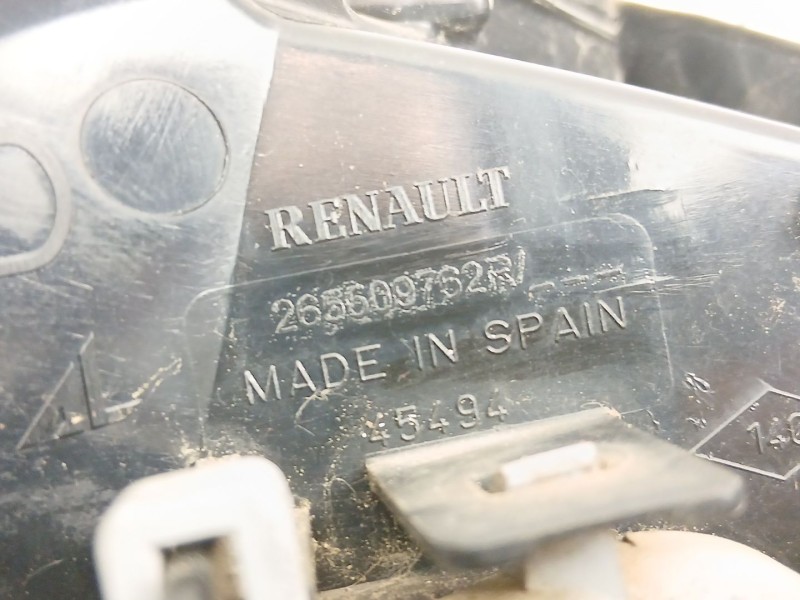 RENAULT
265509762R/ ---
MADE IN SPAIN
45494